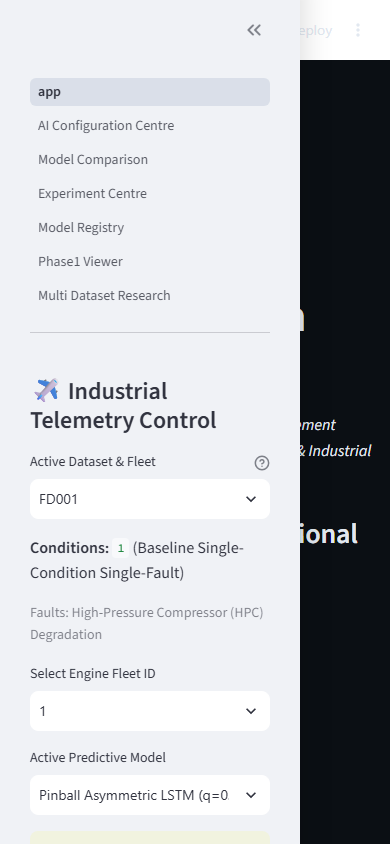 eploy
app
AI Configuration Centre
Model Comparison
Experiment Centre
Model Registry
Phase1 Viewer
Multi Dataset Research
Industrial
Telemetry Control
Active Dataset & Fleet
FD001
Conditions: 1 (Baseline Single-
Condition Single-Fault)
Faults: High-Pressure Compressor (HPC)
Degradation
Select Engine Fleet ID
1
Active Predictive Model
Pinball Asymmetric LSTM (q=0.
n
ement
& Industrial
ional